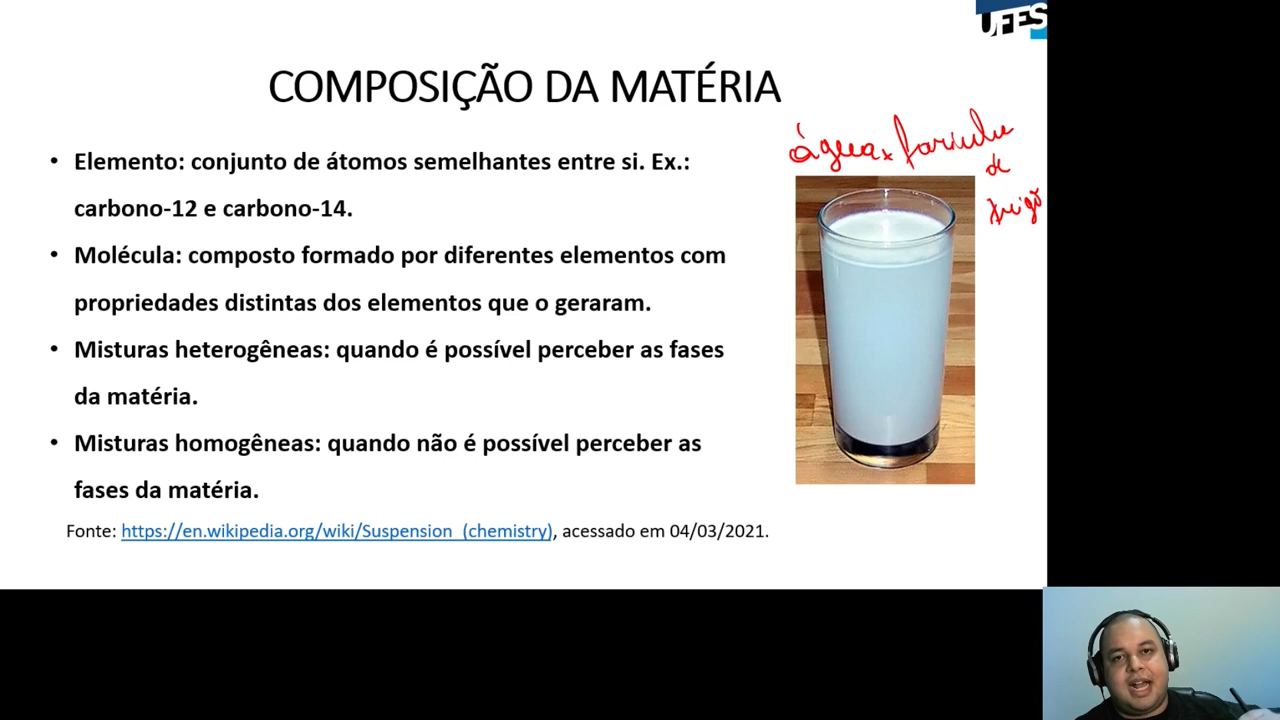 UFES
COMPOSIÇÃO DA MATÉRIA
• Elemento: conjunto de átomos semelhantes entre si. Ex.:
carbono-12 e carbono-14.
• Molécula: composto formado por diferentes elementos com
propriedades distintas dos elementos que o geraram.
• Misturas heterogêneas: quando é possível perceber as fases
da matéria.
• Misturas homogêneas: quando não é possível perceber as
fases da matéria.
Fonte: https://en.wikipedia.org/wiki/Suspension_(chemistry), acessado em 04/03/2021.
água x farinha
de
trigo